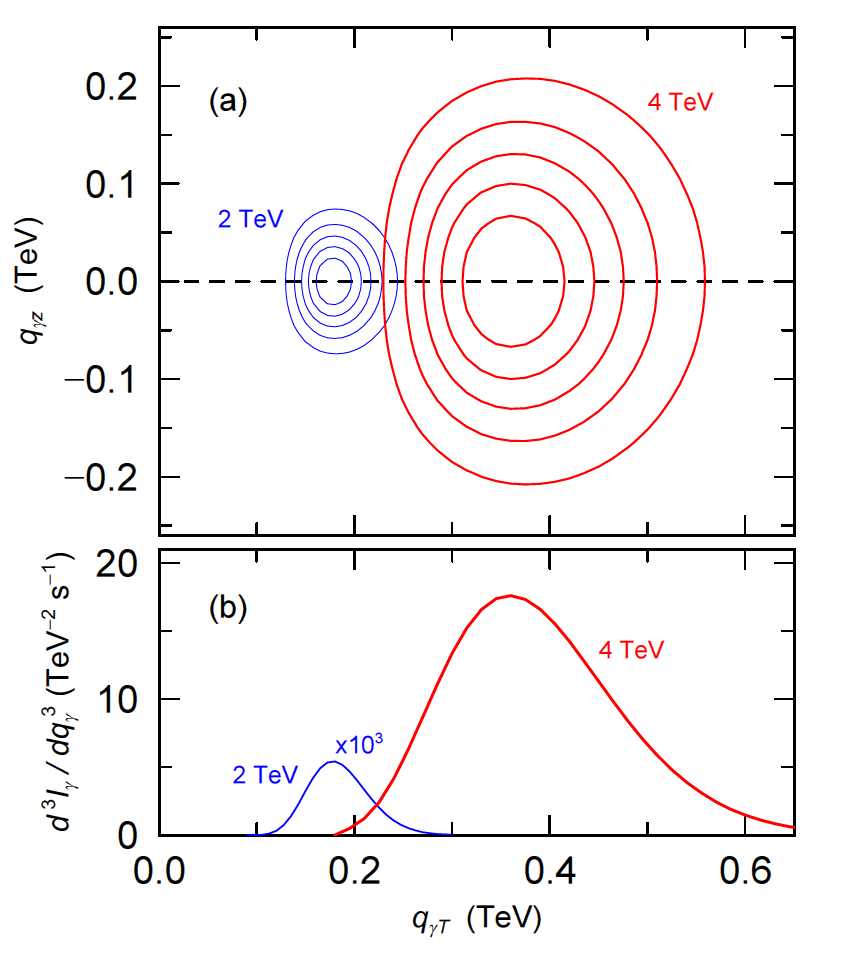 (a)
4 TeV
2 TeV
0.2
0.1
0.0
−0.1
−0.2
q_γz (TeV)
(b)
4 TeV
x10³
2 TeV
20
10
0
d³I_γ / dq_γ³ (TeV⁻² s⁻¹)
0.0 0.2 0.4 0.6
q_γT (TeV)